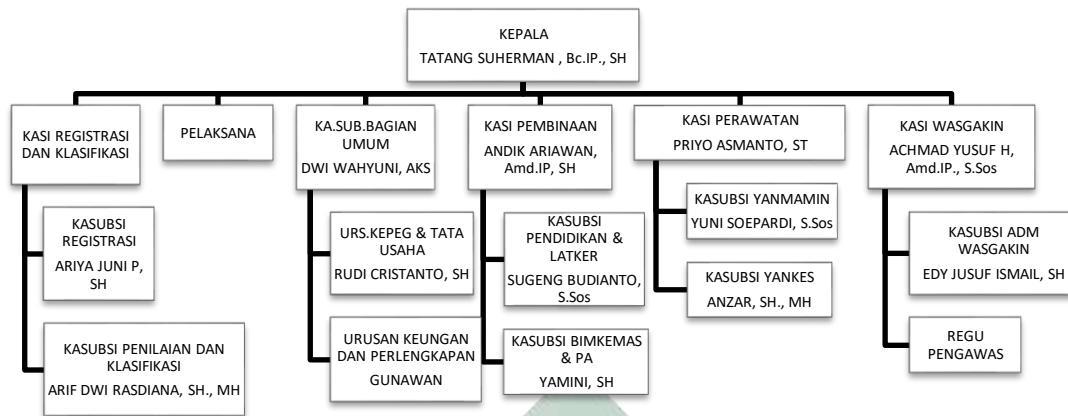 KEPALA
TATANG SUHERMAN , Bc.IP., SH
KASI REGISTRASI
DAN KLASIFIKASI
PELAKSANA
KA.SUB.BAGIAN
UMUM
DWI WAHYUNI, AKS
KASI PEMBINAAN
ANDIK ARIAWAN,
Amd.IP, SH
KASI PERAWATAN
PRIYO ASMANTO, ST
KASI WASGAKIN
ACHMAD YUSUF H,
Amd.IP., S.Sos
KASUBSI
REGISTRASI
ARIYA JUNI P,
SH
KASUBSI PENILAIAN DAN
KLASIFIKASI
ARIF DWI RASDIANA, SH., MH
URS.KEPEG & TATA
USAHA
RUDI CRISTANTO, SH
URUSAN KEUNGAN
DAN PERLENGKAPAN
GUNAWAN
KASUBSI
PENDIDIKAN &
LATKER
SUGENG BUDIANTO,
S.Sos
KASUBSI BIMKEMAS
& PA
YAMINI, SH
KASUBSI YANMAMIN
YUNI SOEPARDI, S.Sos
KASUBSI YANKES
ANZAR, SH., MH
KASUBSI ADM
WASGAKIN
EDY JUSUF ISMAIL, SH
REGU
PENGAWAS